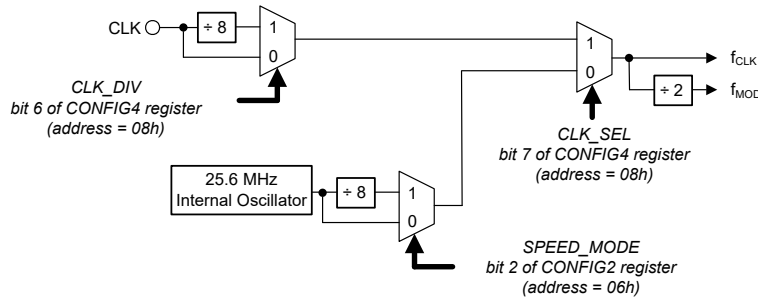 CLK
÷ 8
1
0
CLK_DIV
bit 6 of CONFIG4 register
(address = 08h)
1
0
fCLK
÷ 2
fMOD
CLK_SEL
bit 7 of CONFIG4 register
(address = 08h)
25.6 MHz
Internal Oscillator
÷ 8
1
0
SPEED_MODE
bit 2 of CONFIG2 register
(address = 06h)